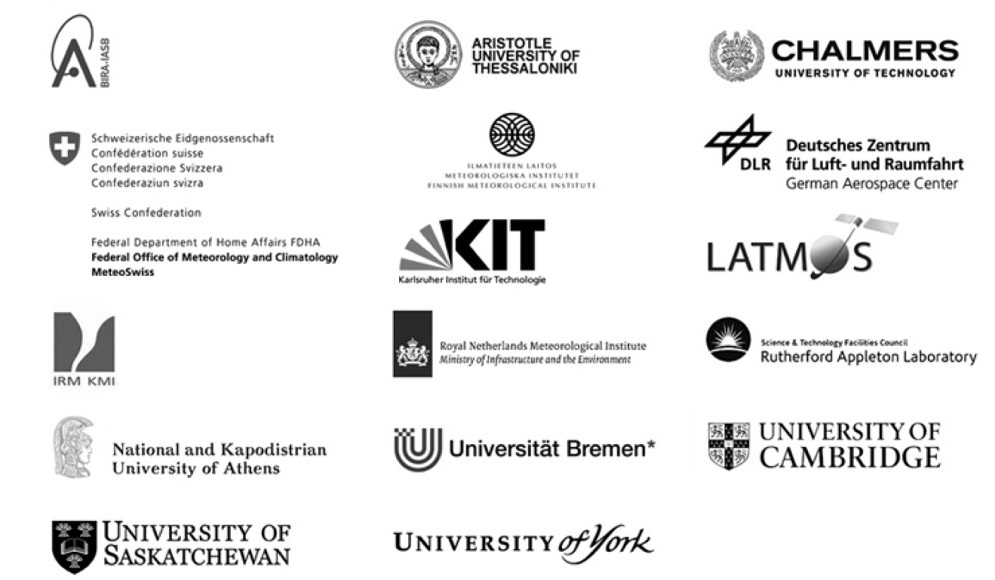 BIRA-IASB
ARISTOTLE
UNIVERSITY OF
THESSALONIKI
CHALMERS
UNIVERSITY OF TECHNOLOGY
Schweizerische Eidgenossenschaft
Confédération suisse
Confederazione Svizzera
Confederaziun svizra
Swiss Confederation
Federal Department of Home Affairs FDHA
Federal Office of Meteorology and Climatology
MeteoSwiss
ILMATIETEEN LAITOS
METEOROLOGISKA INSTITUTET
FINNISH METEOROLOGICAL INSTITUTE
DLR
Deutsches Zentrum
für Luft- und Raumfahrt
German Aerospace Center
KIT
Karlsruher Institut für Technologie
LATMOS
IRM KMI
Royal Netherlands Meteorological Institute
Ministry of Infrastructure and the Environment
Science & Technology Facilities Council
Rutherford Appleton Laboratory
National and Kapodistrian
University of Athens
Universität Bremen*
UNIVERSITY OF
CAMBRIDGE
UNIVERSITY OF
SASKATCHEWAN
UNIVERSITY of York